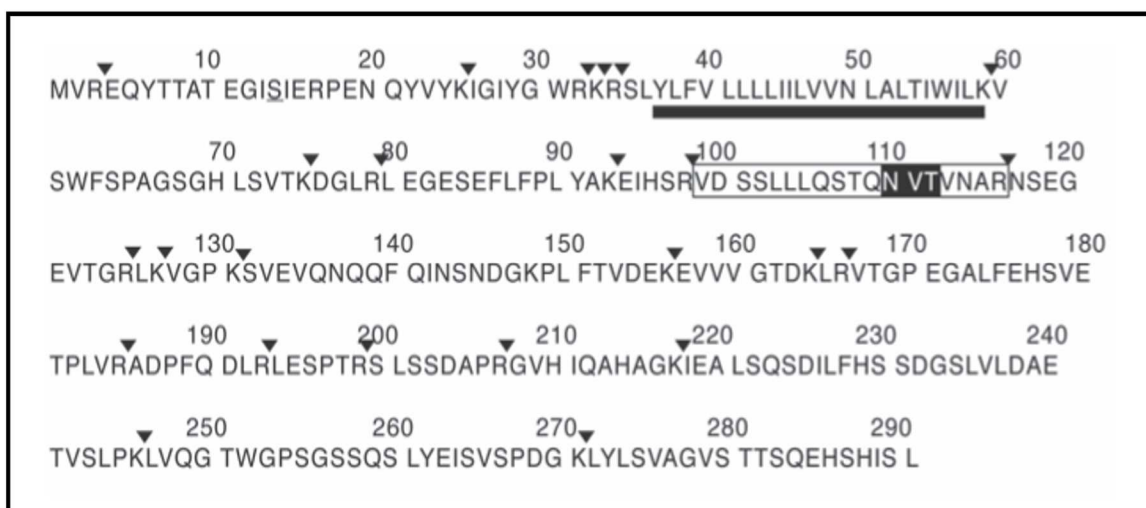 10 20 30 40 50 60
MVREQYTTAT EGISIERPEN QYVYKIGIYG WRKRSLYLFV LLLLIILVVN LALTIWILKV
70 80 90 100 110 120
SWFSPAGSGH LSVTKDGLRL EGESEFLFPL YAKEIHSRVD SSLLLQSTQN VTVNARNSEG
130 140 150 160 170 180
EVTGRLKVGP KSVEVQNQQF QINSNDGKPL FTVDEKEVVV GTDKLRVTGP EGALFEHSVE
190 200 210 220 230 240
TPLVRADPFQ DLRLESPTRS LSSDAPRGVH IQAHAGKIEA LSQSDILFHS SDGSLVLDAE
250 260 270 280 290
TVSLPKLVQG TWGPSGSSQS LYEISVSPDG KLYLSVAGVS TTSQEHSHIS L